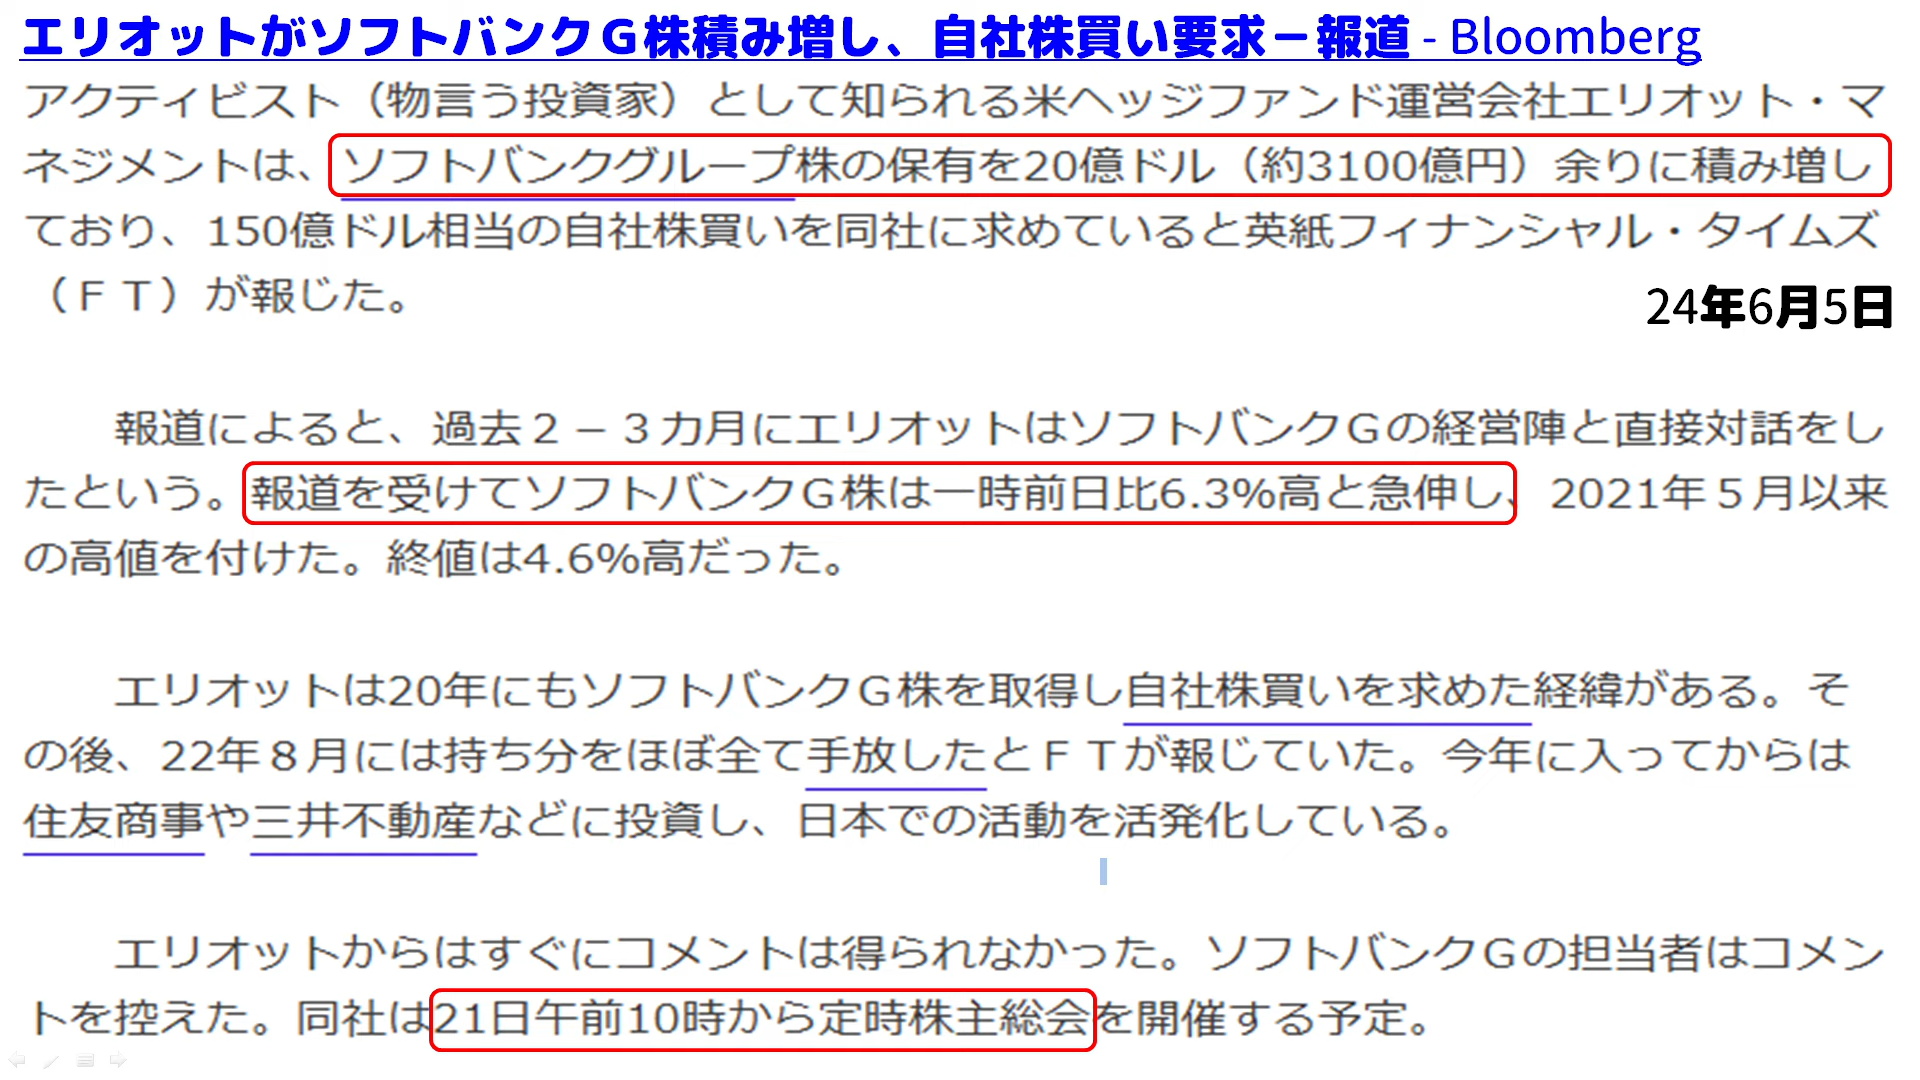 エリオットがソフトバンクＧ株積み増し、自社株買い要求－報道 - Bloomberg
アクティビスト（物言う投資家）として知られる米ヘッジファンド運営会社エリオット・マ
ネジメントは、ソフトバンクグループ株の保有を20億ドル（約3100億円）余りに積み増し
ており、150億ドル相当の自社株買いを同社に求めていると英紙フィナンシャル・タイムズ
（ＦＴ）が報じた。
24年6月5日
報道によると、過去２－３カ月にエリオットはソフトバンクＧの経営陣と直接対話をし
たという。報道を受けてソフトバンクＧ株は一時前日比6.3%高と急伸し、2021年５月以来
の高値を付けた。終値は4.6%高だった。
エリオットは20年にもソフトバンクＧ株を取得し自社株買いを求めた経緯がある。そ
の後、22年８月には持ち分をほぼ全て手放したとＦＴが報じていた。今年に入ってからは
住友商事や三井不動産などに投資し、日本での活動を活発化している。
エリオットからはすぐにコメントは得られなかった。ソフトバンクＧの担当者はコメン
トを控えた。同社は21日午前10時から定時株主総会を開催する予定。